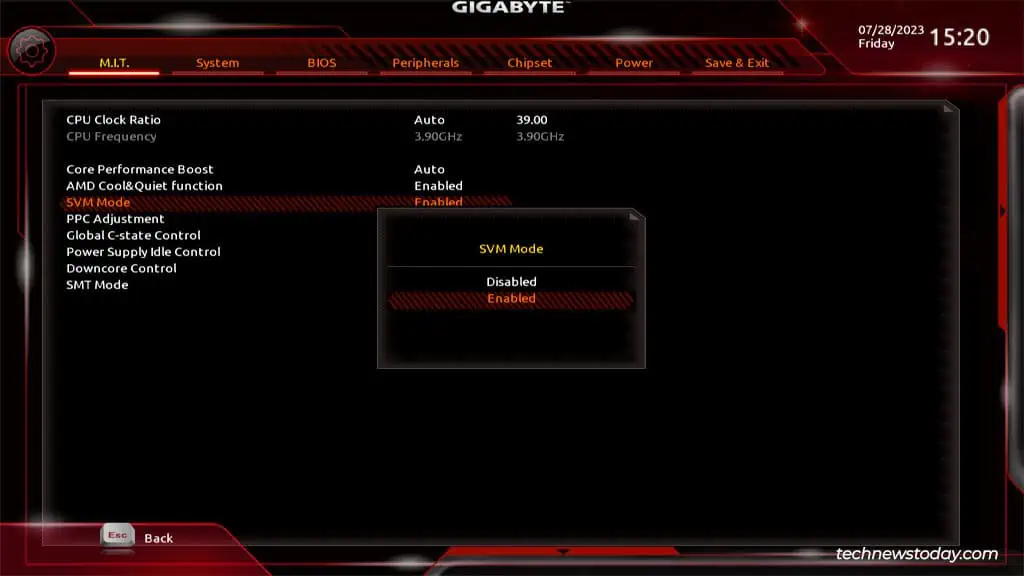 GIGABYTE™
07/28/2023
Friday
15:20
M.I.T. System BIOS Peripherals Chipset Power Save & Exit
CPU Clock Ratio Auto 39.00
CPU Frequency 3.90GHz 3.90GHz
Core Performance Boost Auto
AMD Cool&Quiet function Enabled
SVM Mode Enabled
PPC Adjustment
Global C-state Control
Power Supply Idle Control
Downcore Control
SMT Mode
SVM Mode
Disabled
Enabled
Esc Back
technewstoday.com